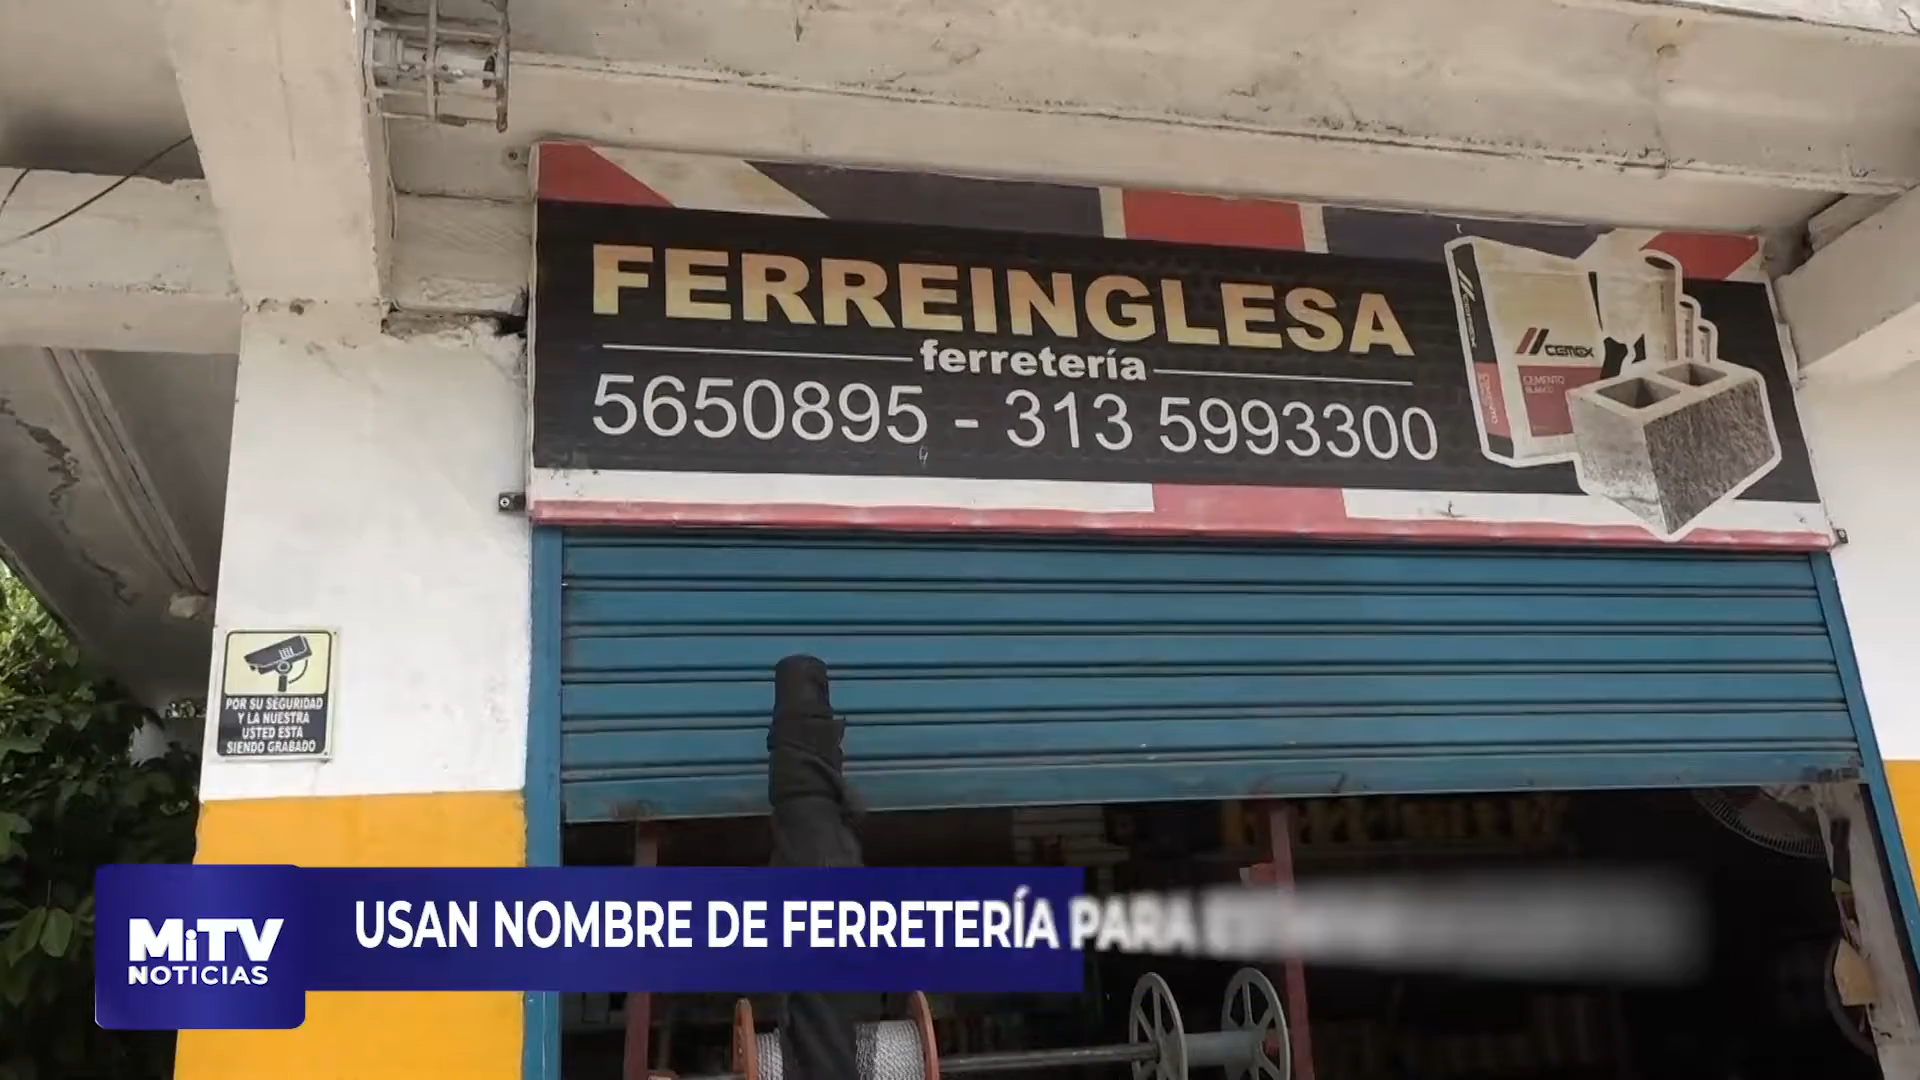 FERREINGLESA
ferretería
5650895 - 313 5993300
CEMEX
CEMENTO
BLANCO
POR SU SEGURIDAD
Y LA NUESTRA
USTED ESTA
SIENDO GRABADO
MiTV
NOTICIAS
USAN NOMBRE DE FERRETERÍA PARA